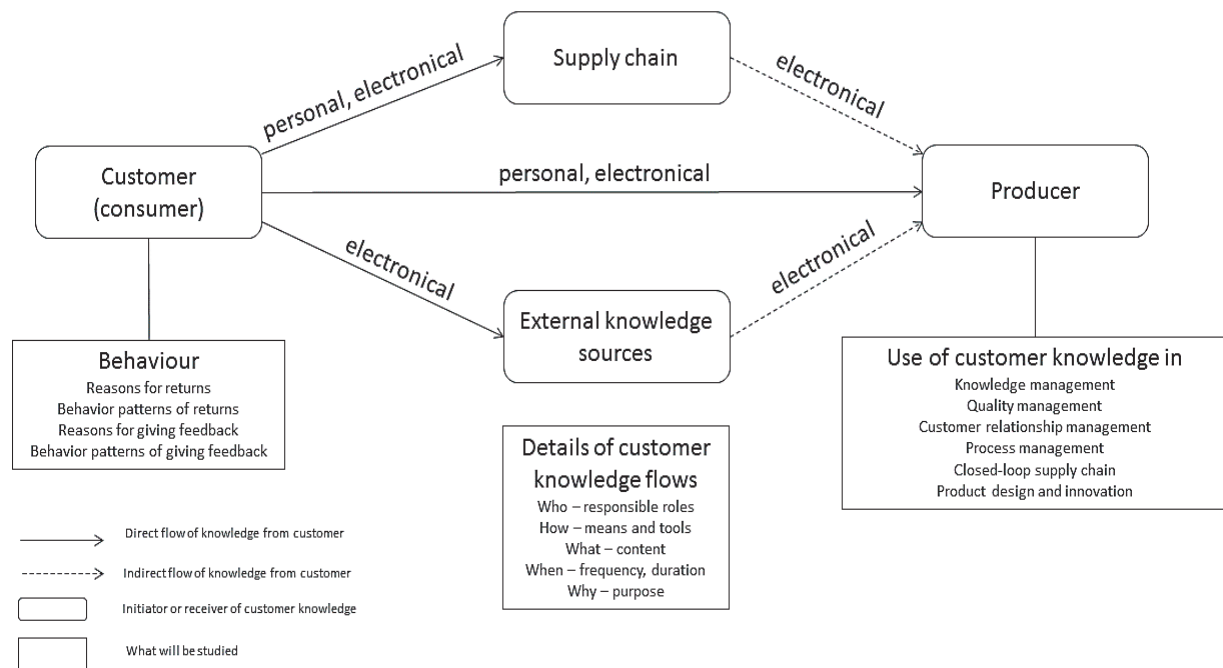 Supply chain
personal, electronical
electronical
Customer
(consumer)
personal, electronical
Producer
electronical
electronical
External knowledge
sources
Behaviour
Reasons for returns
Behavior patterns of returns
Reasons for giving feedback
Behavior patterns of giving feedback
Details of customer
knowledge flows
Who – responsible roles
How – means and tools
What – content
When – frequency, duration
Why – purpose
Use of customer knowledge in
Knowledge management
Quality management
Customer relationship management
Process management
Closed-loop supply chain
Product design and innovation
Direct flow of knowledge from customer
Indirect flow of knowledge from customer
Initiator or receiver of customer knowledge
What will be studied